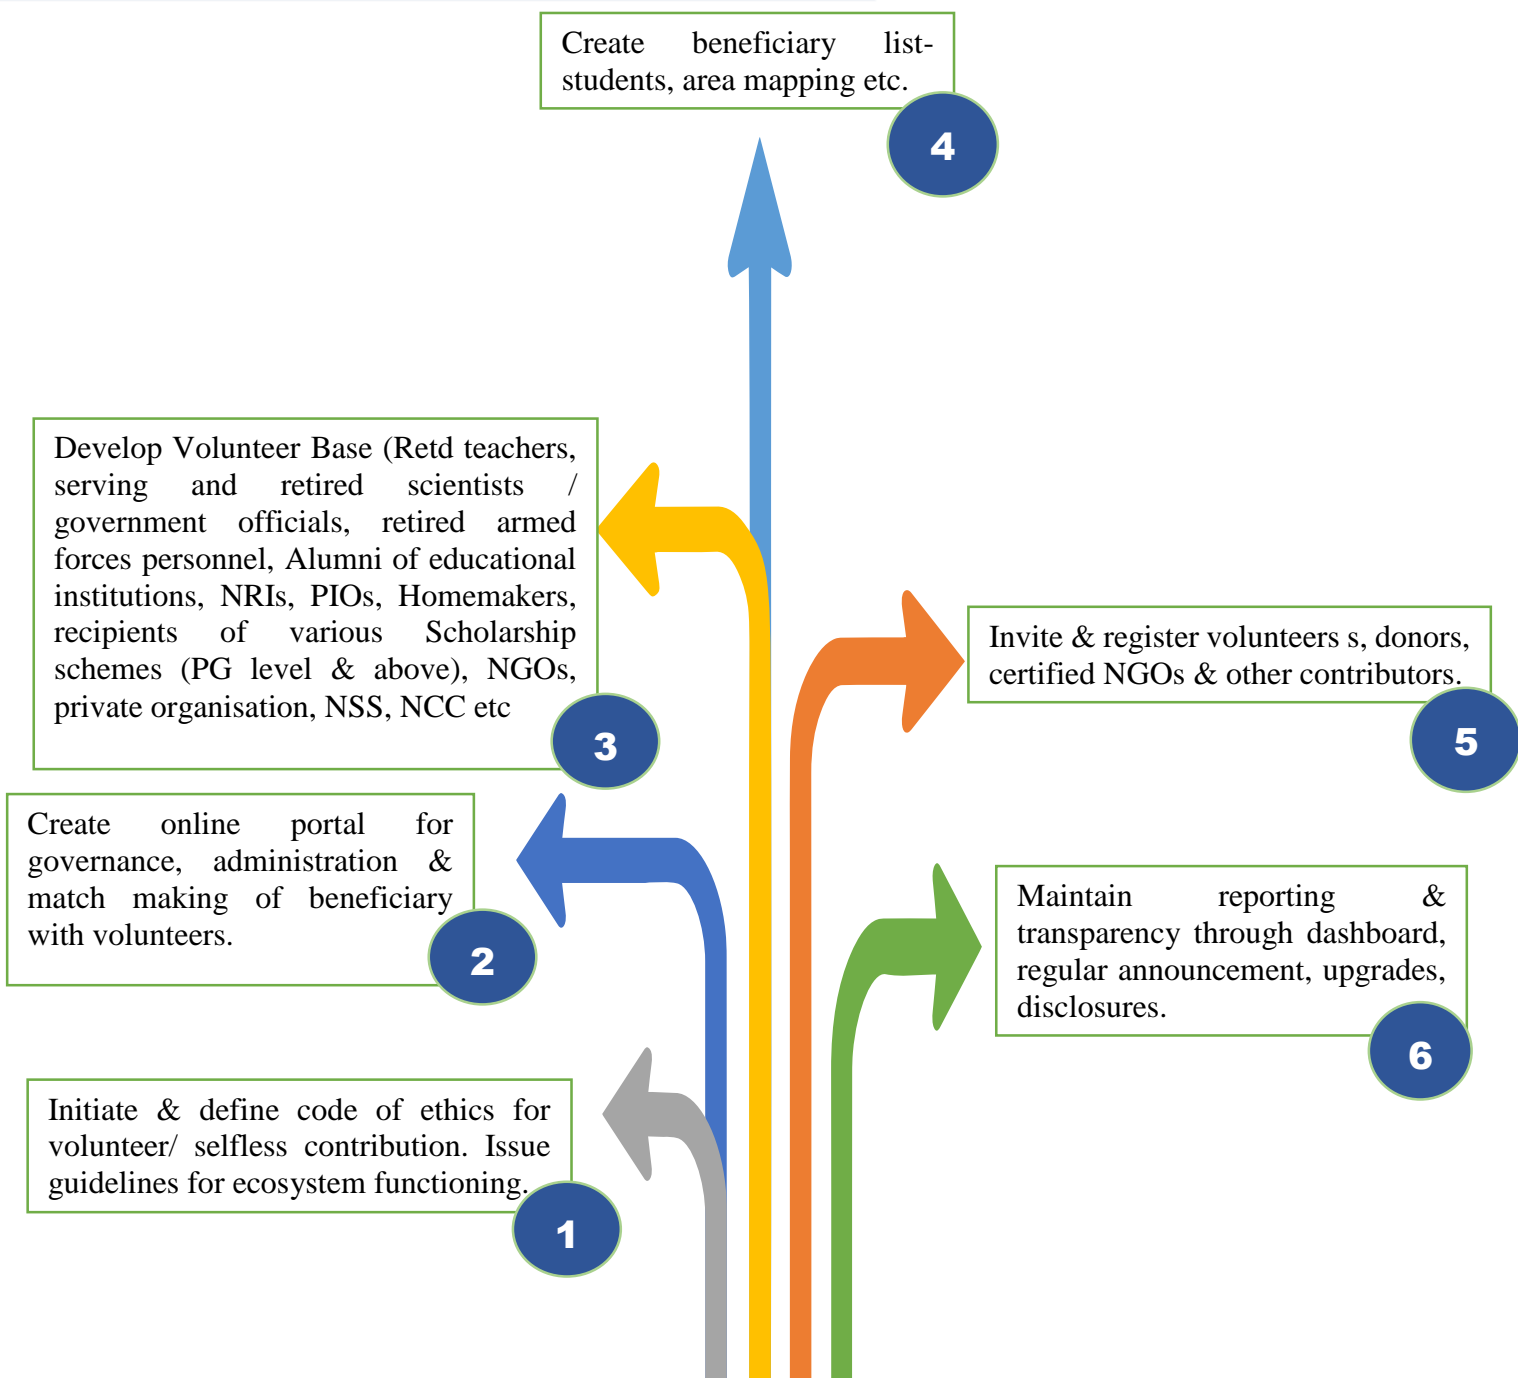 Create beneficiary list-
students, area mapping etc.
4
Develop Volunteer Base (Retd teachers,
serving and retired scientists /
government officials, retired armed
forces personnel, Alumni of educational
institutions, NRIs, PIOs, Homemakers,
recipients of various Scholarship
schemes (PG level & above), NGOs,
private organisation, NSS, NCC etc
3
Invite & register volunteers s, donors,
certified NGOs & other contributors.
5
Create online portal for
governance, administration &
match making of beneficiary
with volunteers.
2
Maintain reporting &
transparency through dashboard,
regular announcement, upgrades,
disclosures.
6
Initiate & define code of ethics for
volunteer/ selfless contribution. Issue
guidelines for ecosystem functioning.
1